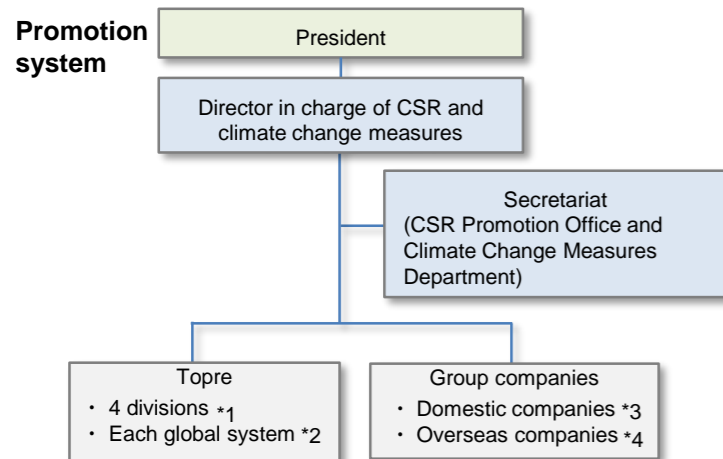 Promotion
system
President
Director in charge of CSR and
climate change measures
Secretariat
(CSR Promotion Office and
Climate Change Measures
Department)
Topre
・ 4 divisions *1
・ Each global system *2
Group companies
・ Domestic companies *3
・ Overseas companies *4